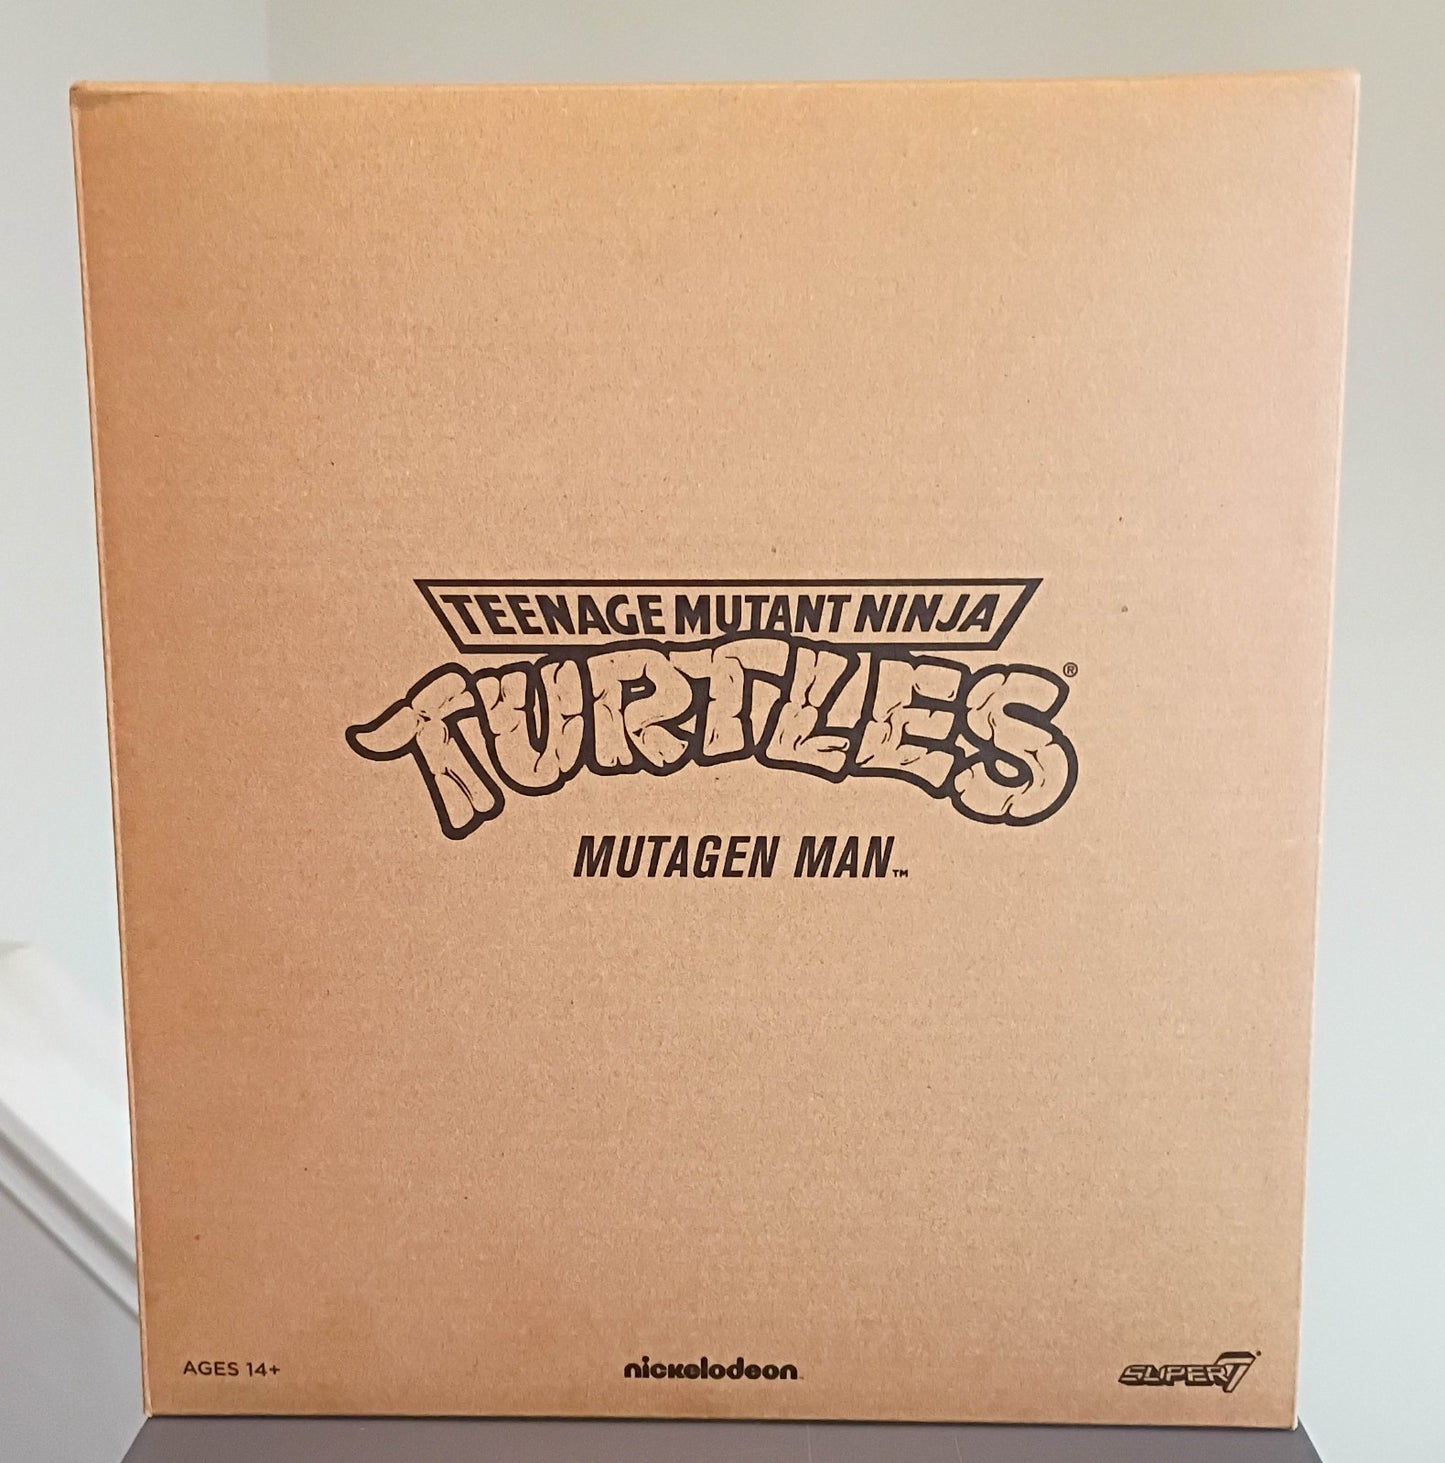 TEENAGE MUTANT NINJA
TURTLES®
MUTAGEN MAN™
AGES 14+
nickelodeon
SUPER7